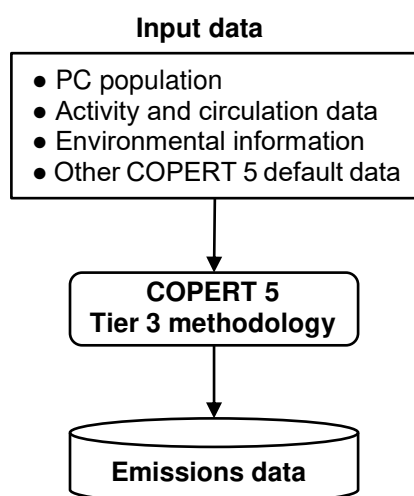 Input data
● PC population
● Activity and circulation data
● Environmental information
● Other COPERT 5 default data
COPERT 5
Tier 3 methodology
Emissions data